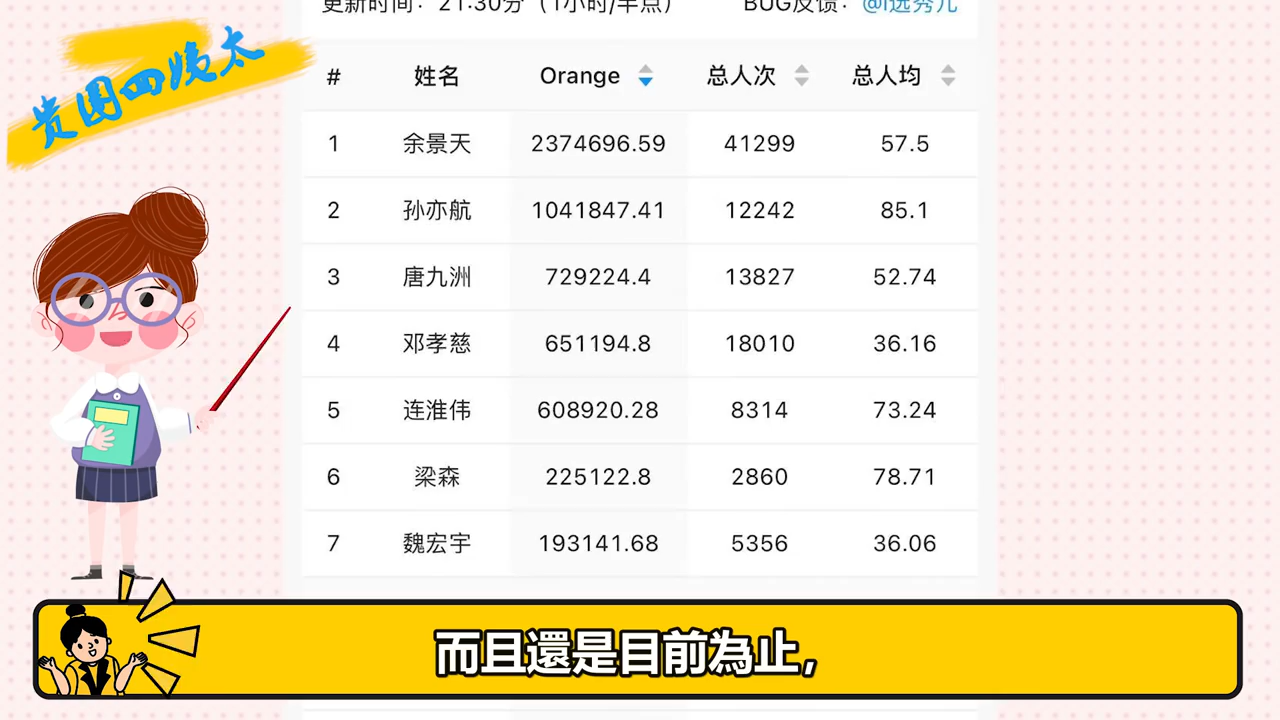 更新时间：21:30分（1小时/半点） BUG反馈：@i选秀儿
贵圈四姨太
# 姓名 Orange 总人次 总人均
1 余景天 2374696.59 41299 57.5
2 孙亦航 1041847.41 12242 85.1
3 唐九洲 729224.4 13827 52.74
4 邓孝慈 651194.8 18010 36.16
5 连淮伟 608920.28 8314 73.24
6 梁森 225122.8 2860 78.71
7 魏宏宇 193141.68 5356 36.06
而且還是目前為止,